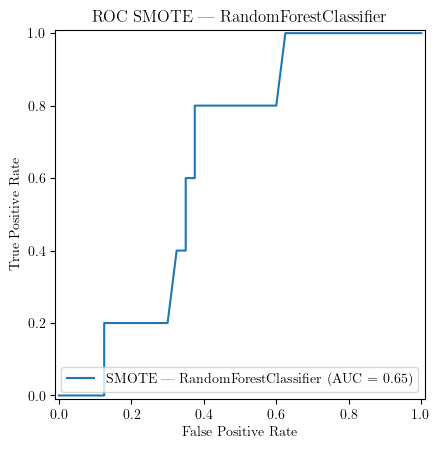 ROC SMOTE — RandomForestClassifier
1.0
0.8
0.6
0.4
0.2
0.0
True Positive Rate
SMOTE — RandomForestClassifier (AUC = 0.65)
0.0 0.2 0.4 0.6 0.8 1.0
False Positive Rate